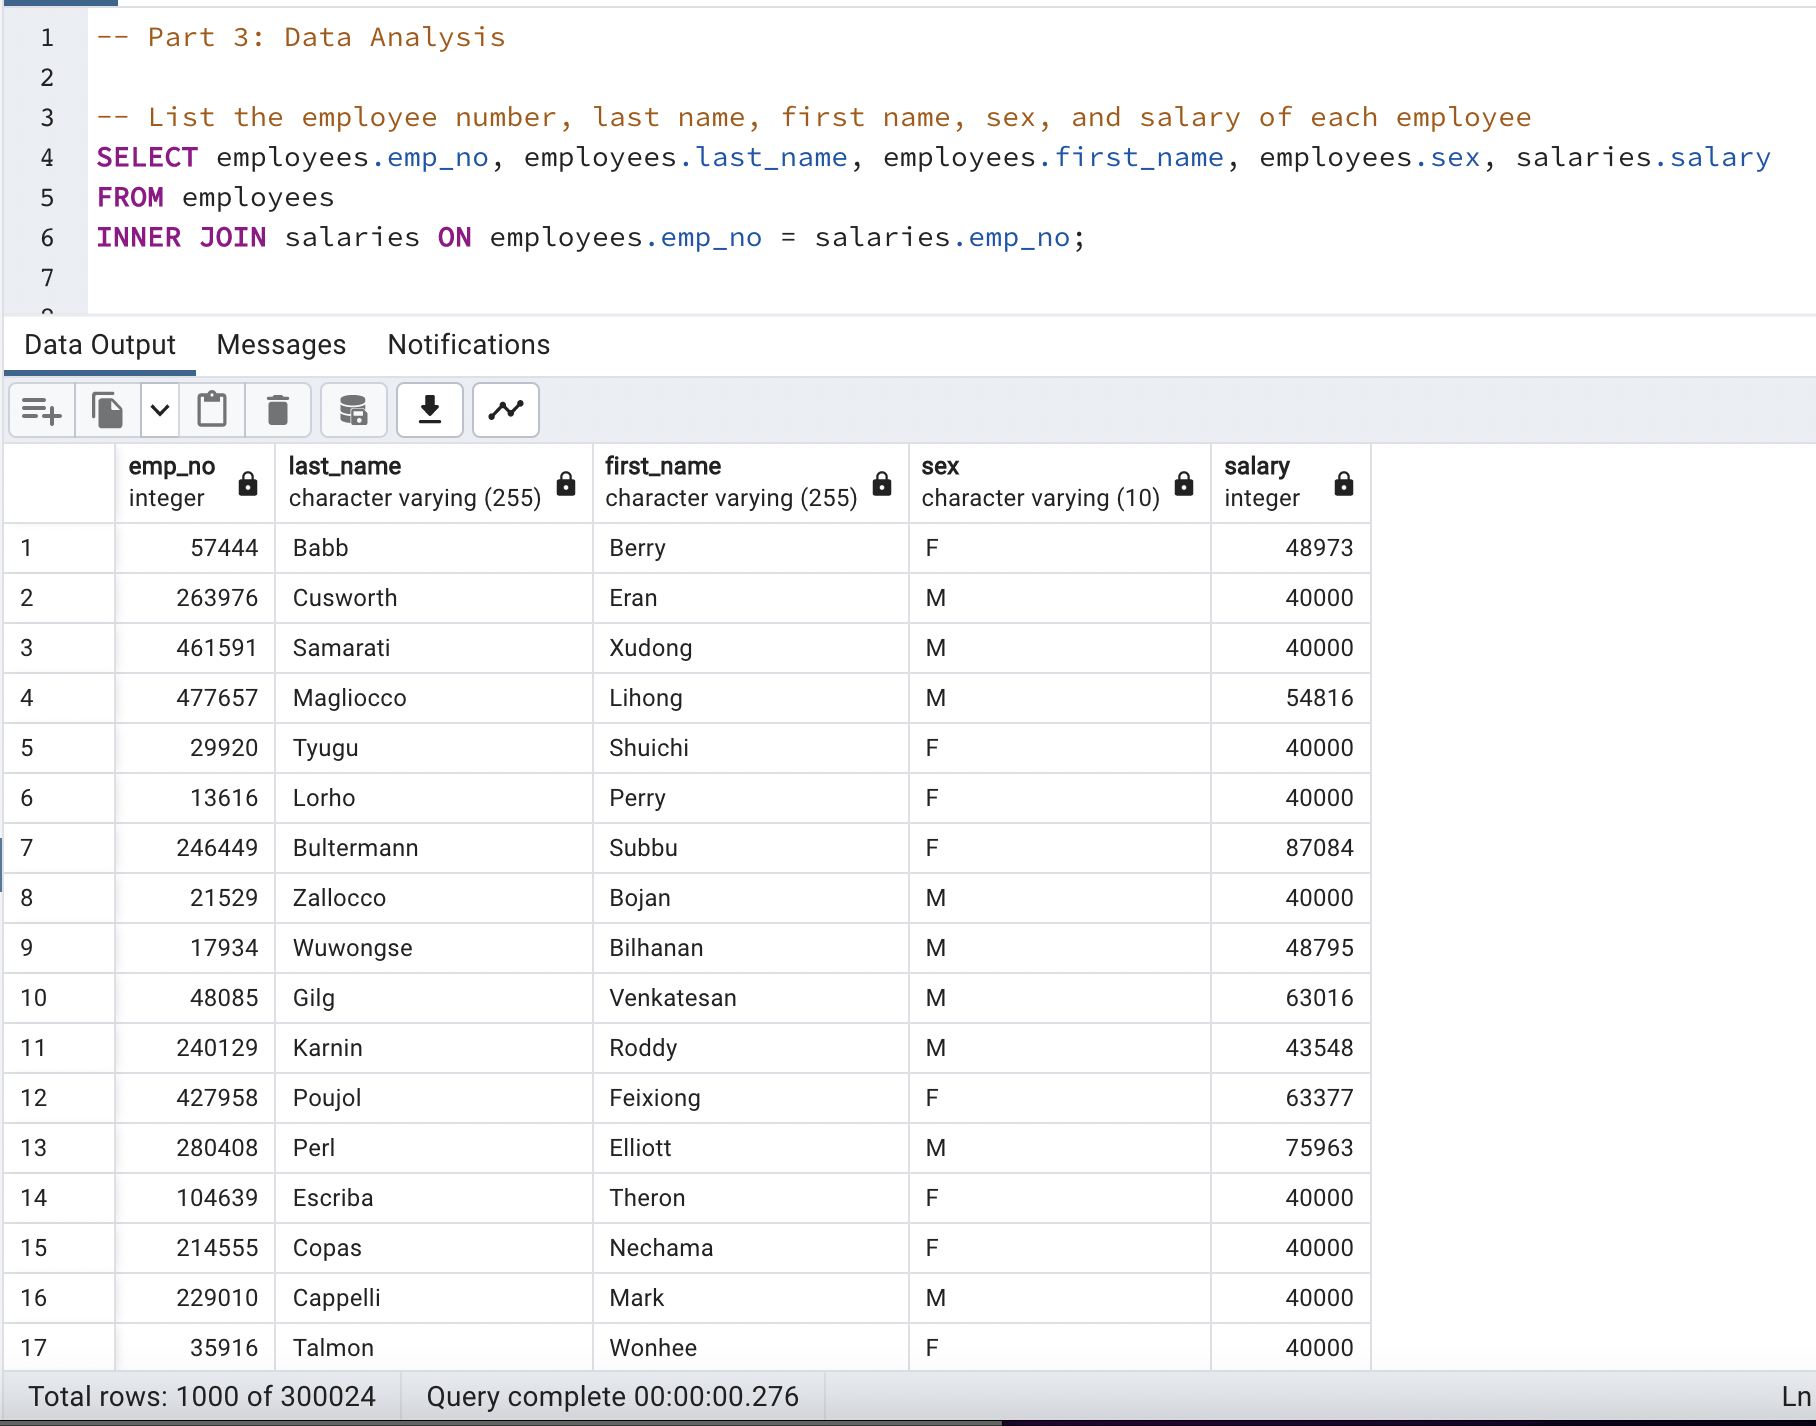 1 -- Part 3: Data Analysis
2
3 -- List the employee number, last name, first name, sex, and salary of each employee
4 SELECT employees.emp_no, employees.last_name, employees.first_name, employees.sex, salaries.salary
5 FROM employees
6 INNER JOIN salaries ON employees.emp_no = salaries.emp_no;
7
Data Output Messages Notifications
emp_no last_name first_name sex salary
integer character varying (255) character varying (255) character varying (10) integer
1 57444 Babb Berry F 48973
2 263976 Cusworth Eran M 40000
3 461591 Samarati Xudong M 40000
4 477657 Magliocco Lihong M 54816
5 29920 Tyugu Shuichi F 40000
6 13616 Lorho Perry F 40000
7 246449 Bultermann Subbu F 87084
8 21529 Zallocco Bojan M 40000
9 17934 Wuwongse Bilhanan M 48795
10 48085 Gilg Venkatesan M 63016
11 240129 Karnin Roddy M 43548
12 427958 Poujol Feixiong F 63377
13 280408 Perl Elliott M 75963
14 104639 Escriba Theron F 40000
15 214555 Copas Nechama F 40000
16 229010 Cappelli Mark M 40000
17 35916 Talmon Wonhee F 40000
Total rows: 1000 of 300024 Query complete 00:00:00.276 Ln